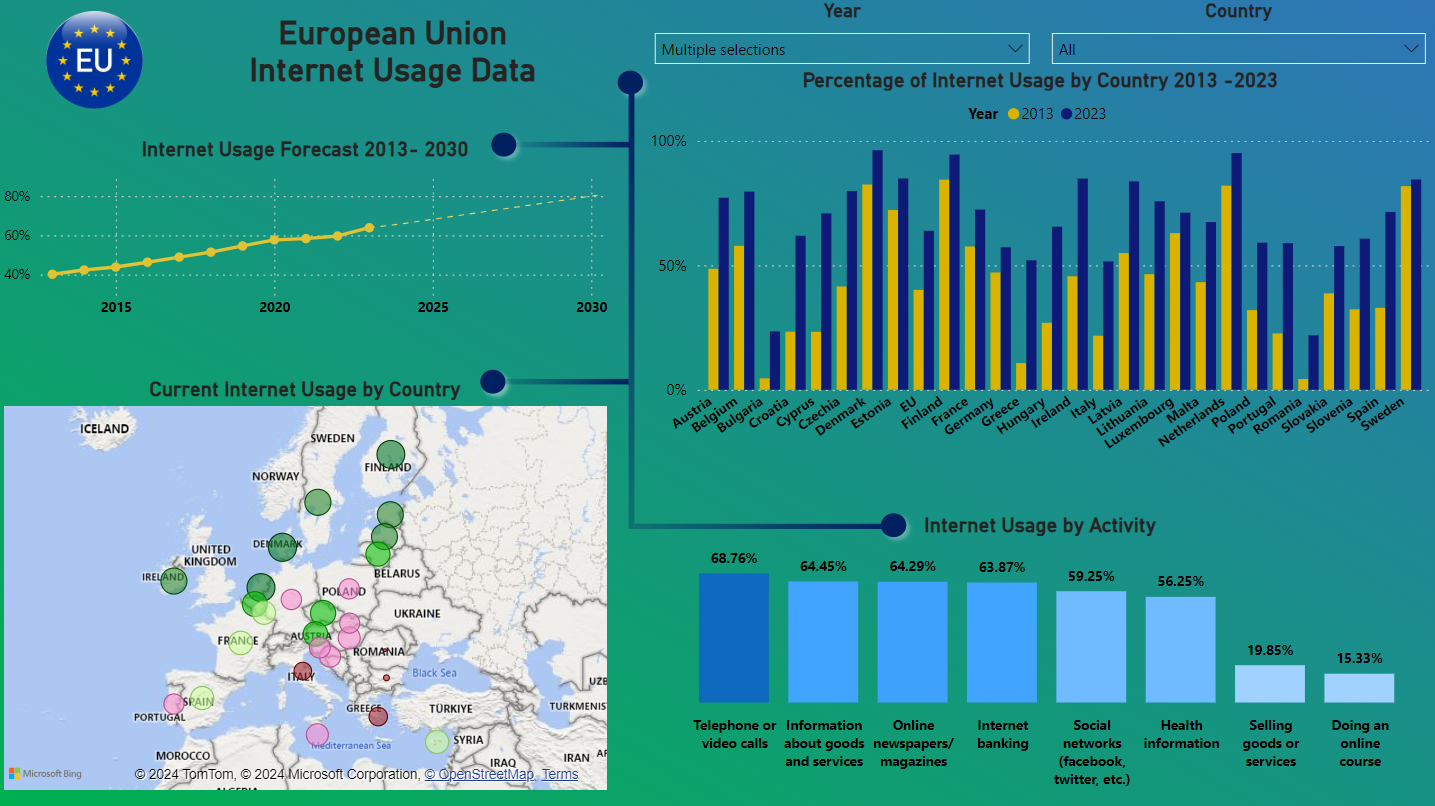 EU
European Union
Internet Usage Data
Year
Multiple selections
Country
All
Internet Usage Forecast 2013- 2030
80%
60%
40%
2015
2020
2025
2030
Percentage of Internet Usage by Country 2013 -2023
Year 2013 2023
100%
50%
0%
Austria
Belgium
Bulgaria
Croatia
Cyprus
Czechia
Denmark
Estonia
EU
Finland
France
Germany
Greece
Hungary
Ireland
Italy
Latvia
Lithuania
Luxembourg
Malta
Netherlands
Poland
Portugal
Romania
Slovakia
Slovenia
Spain
Sweden
Current Internet Usage by Country
ICELAND
SWEDEN
FINLAND
NORWAY
UNITED
KINGDOM
DENMARK
IRELAND
BELARUS
POLAND
UKRAINE
FRANCE
AUSTRIA
ROMANIA
ITALY
Black Sea
UZB
SPAIN
PORTUGAL
GREECE
TÜRKIYE
TURKMENIS
Mediterranean Sea
SYRIA
MOROCCO
IRAQ
IRAN
AF
Microsoft Bing
© 2024 TomTom, © 2024 Microsoft Corporation, © OpenStreetMap Terms
ALGERIA
Internet Usage by Activity
68.76%
64.45%
64.29%
63.87%
59.25%
56.25%
19.85%
15.33%
Telephone or
video calls
Information
about goods
and services
Online
newspapers/
magazines
Internet
banking
Social
networks
(facebook,
twitter, etc.)
Health
information
Selling
goods or
services
Doing an
online
course